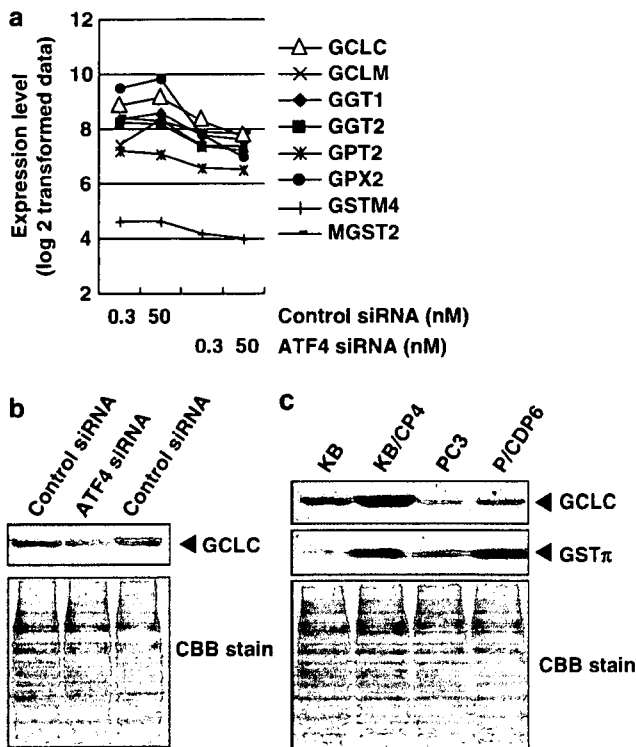 a
Expression level
(log 2 transformed data)
12
10
8
6
4
2
0.3 50 Control siRNA (nM)
0.3 50 ATF4 siRNA (nM)
GCLC
GCLM
GGT1
GGT2
GPT2
GPX2
GSTM4
MGST2
b
Control siRNA
ATF4 siRNA
Control siRNA
GCLC
CBB stain
c
KB
KB/CP4
PC3
P/CDP6
GCLC
GSTπ
CBB stain